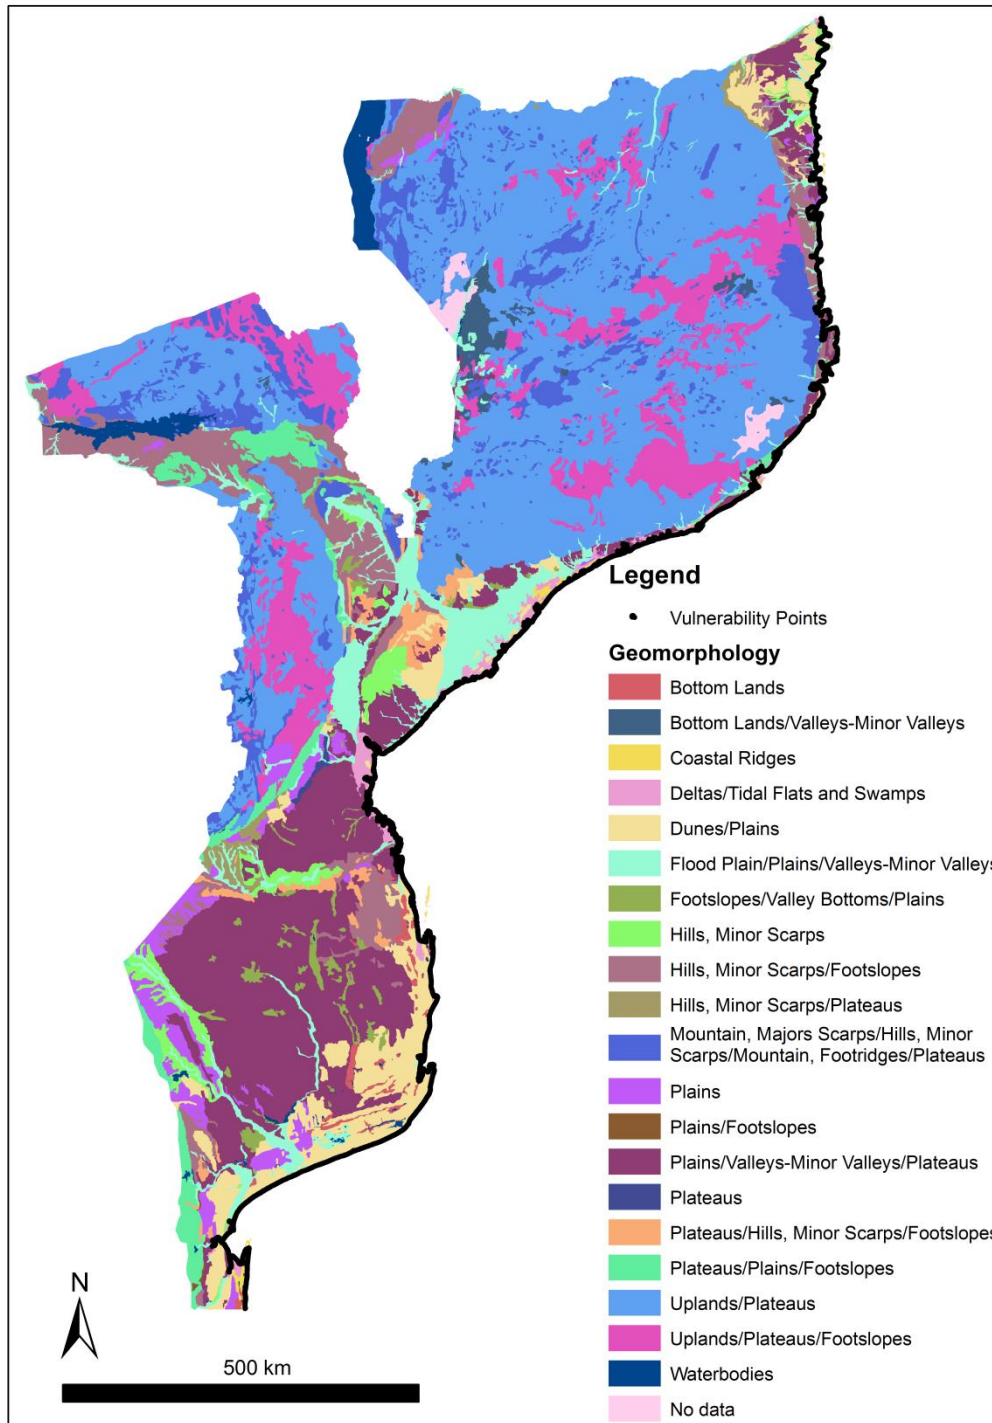 Legend
Vulnerability Points
Geomorphology
Bottom Lands
Bottom Lands/Valleys-Minor Valleys
Coastal Ridges
Deltas/Tidal Flats and Swamps
Dunes/Plains
Flood Plain/Plains/Valleys-Minor Valleys
Footslopes/Valley Bottoms/Plains
Hills, Minor Scarps
Hills, Minor Scarps/Footslopes
Hills, Minor Scarps/Plateaus
Mountain, Majors Scarps/Hills, Minor
Scarps/Mountain, Footridges/Plateaus
Plains
Plains/Footslopes
Plains/Valleys-Minor Valleys/Plateaus
Plateaus
Plateaus/Hills, Minor Scarps/Footslopes
Plateaus/Plains/Footslopes
Uplands/Plateaus
Uplands/Plateaus/Footslopes
Waterbodies
No data
N
500 km